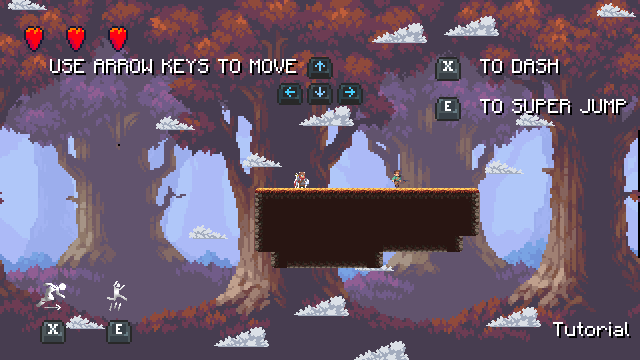 USE ARROW KEYS TO MOVE
X TO DASH
E TO SUPER JUMP
X E
Tutorial